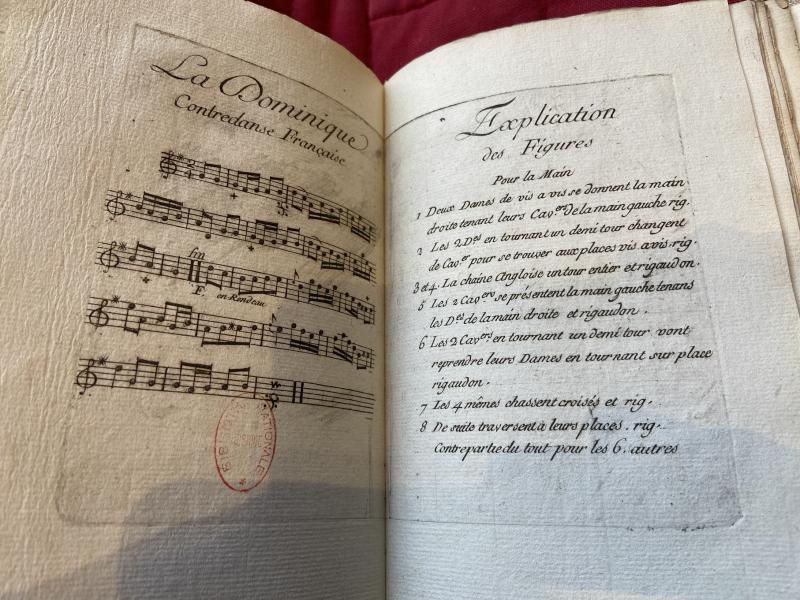 La Dominique
Contredanse Française
fin
F.
en Rondeau
NATIONALE
Explication
des Figures
Pour la Main
1 Deux Dames de vis a vis se donnent la main
droite tenant leurs Cav.ers de la main gauche rig.
2 Les 2 D.es en tournant un demi tour changent
de Cav.er pour se trouver aux places vis a vis. rig.
3 et 4. La chaine Angloise un tour entier et rigaudon.
5 Les 2 Cav.ers se présentent la main gauche tenans
les D.es de la main droite et rigaudon.
6 Les 2 Cav.ers en tournant un demi tour vont
reprendre leurs Dames en tournant sur place
rigaudon.
7 Les 4 mêmes chassent croisés et rig.
8 De suite traversent à leurs places. rig.
Contrepartie du tout pour les 6. autres